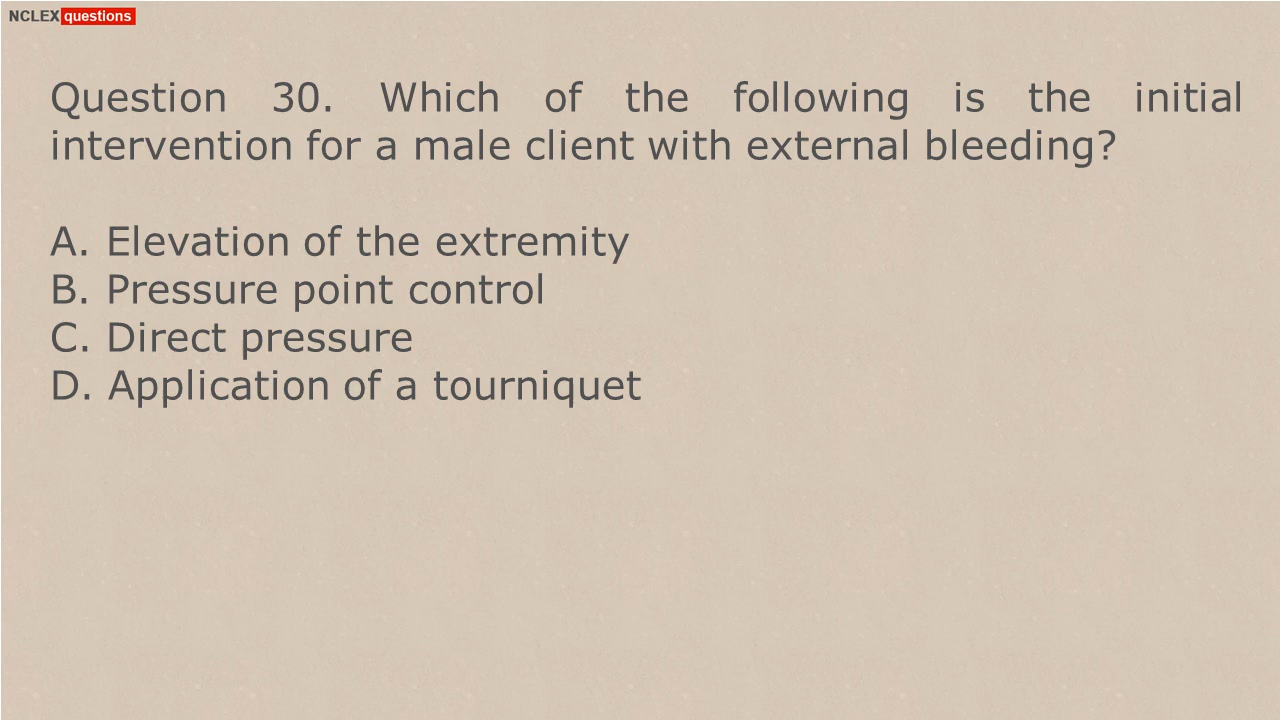 NCLEX questions
Question 30. Which of the following is the initial
intervention for a male client with external bleeding?
A. Elevation of the extremity
B. Pressure point control
C. Direct pressure
D. Application of a tourniquet